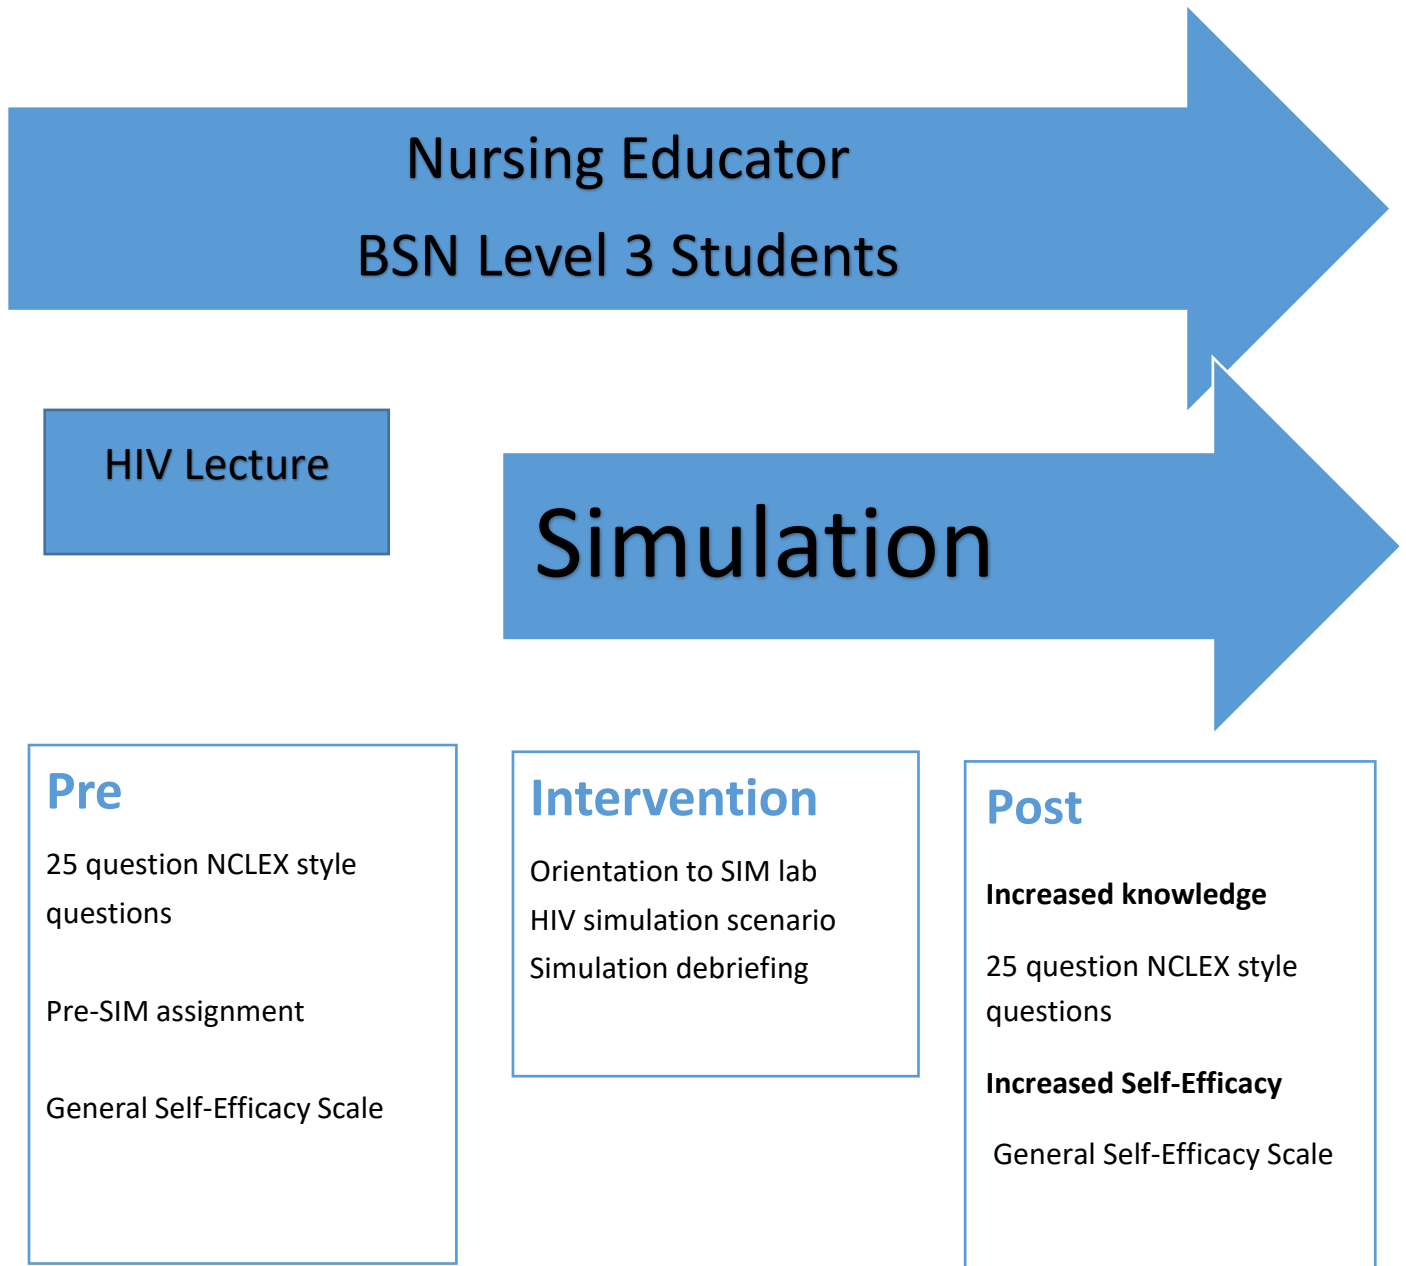 Nursing Educator
BSN Level 3 Students
HIV Lecture
Simulation
Pre
25 question NCLEX style
questions
Pre-SIM assignment
General Self-Efficacy Scale
Intervention
Orientation to SIM lab
HIV simulation scenario
Simulation debriefing
Post
Increased knowledge
25 question NCLEX style
questions
Increased Self-Efficacy
General Self-Efficacy Scale